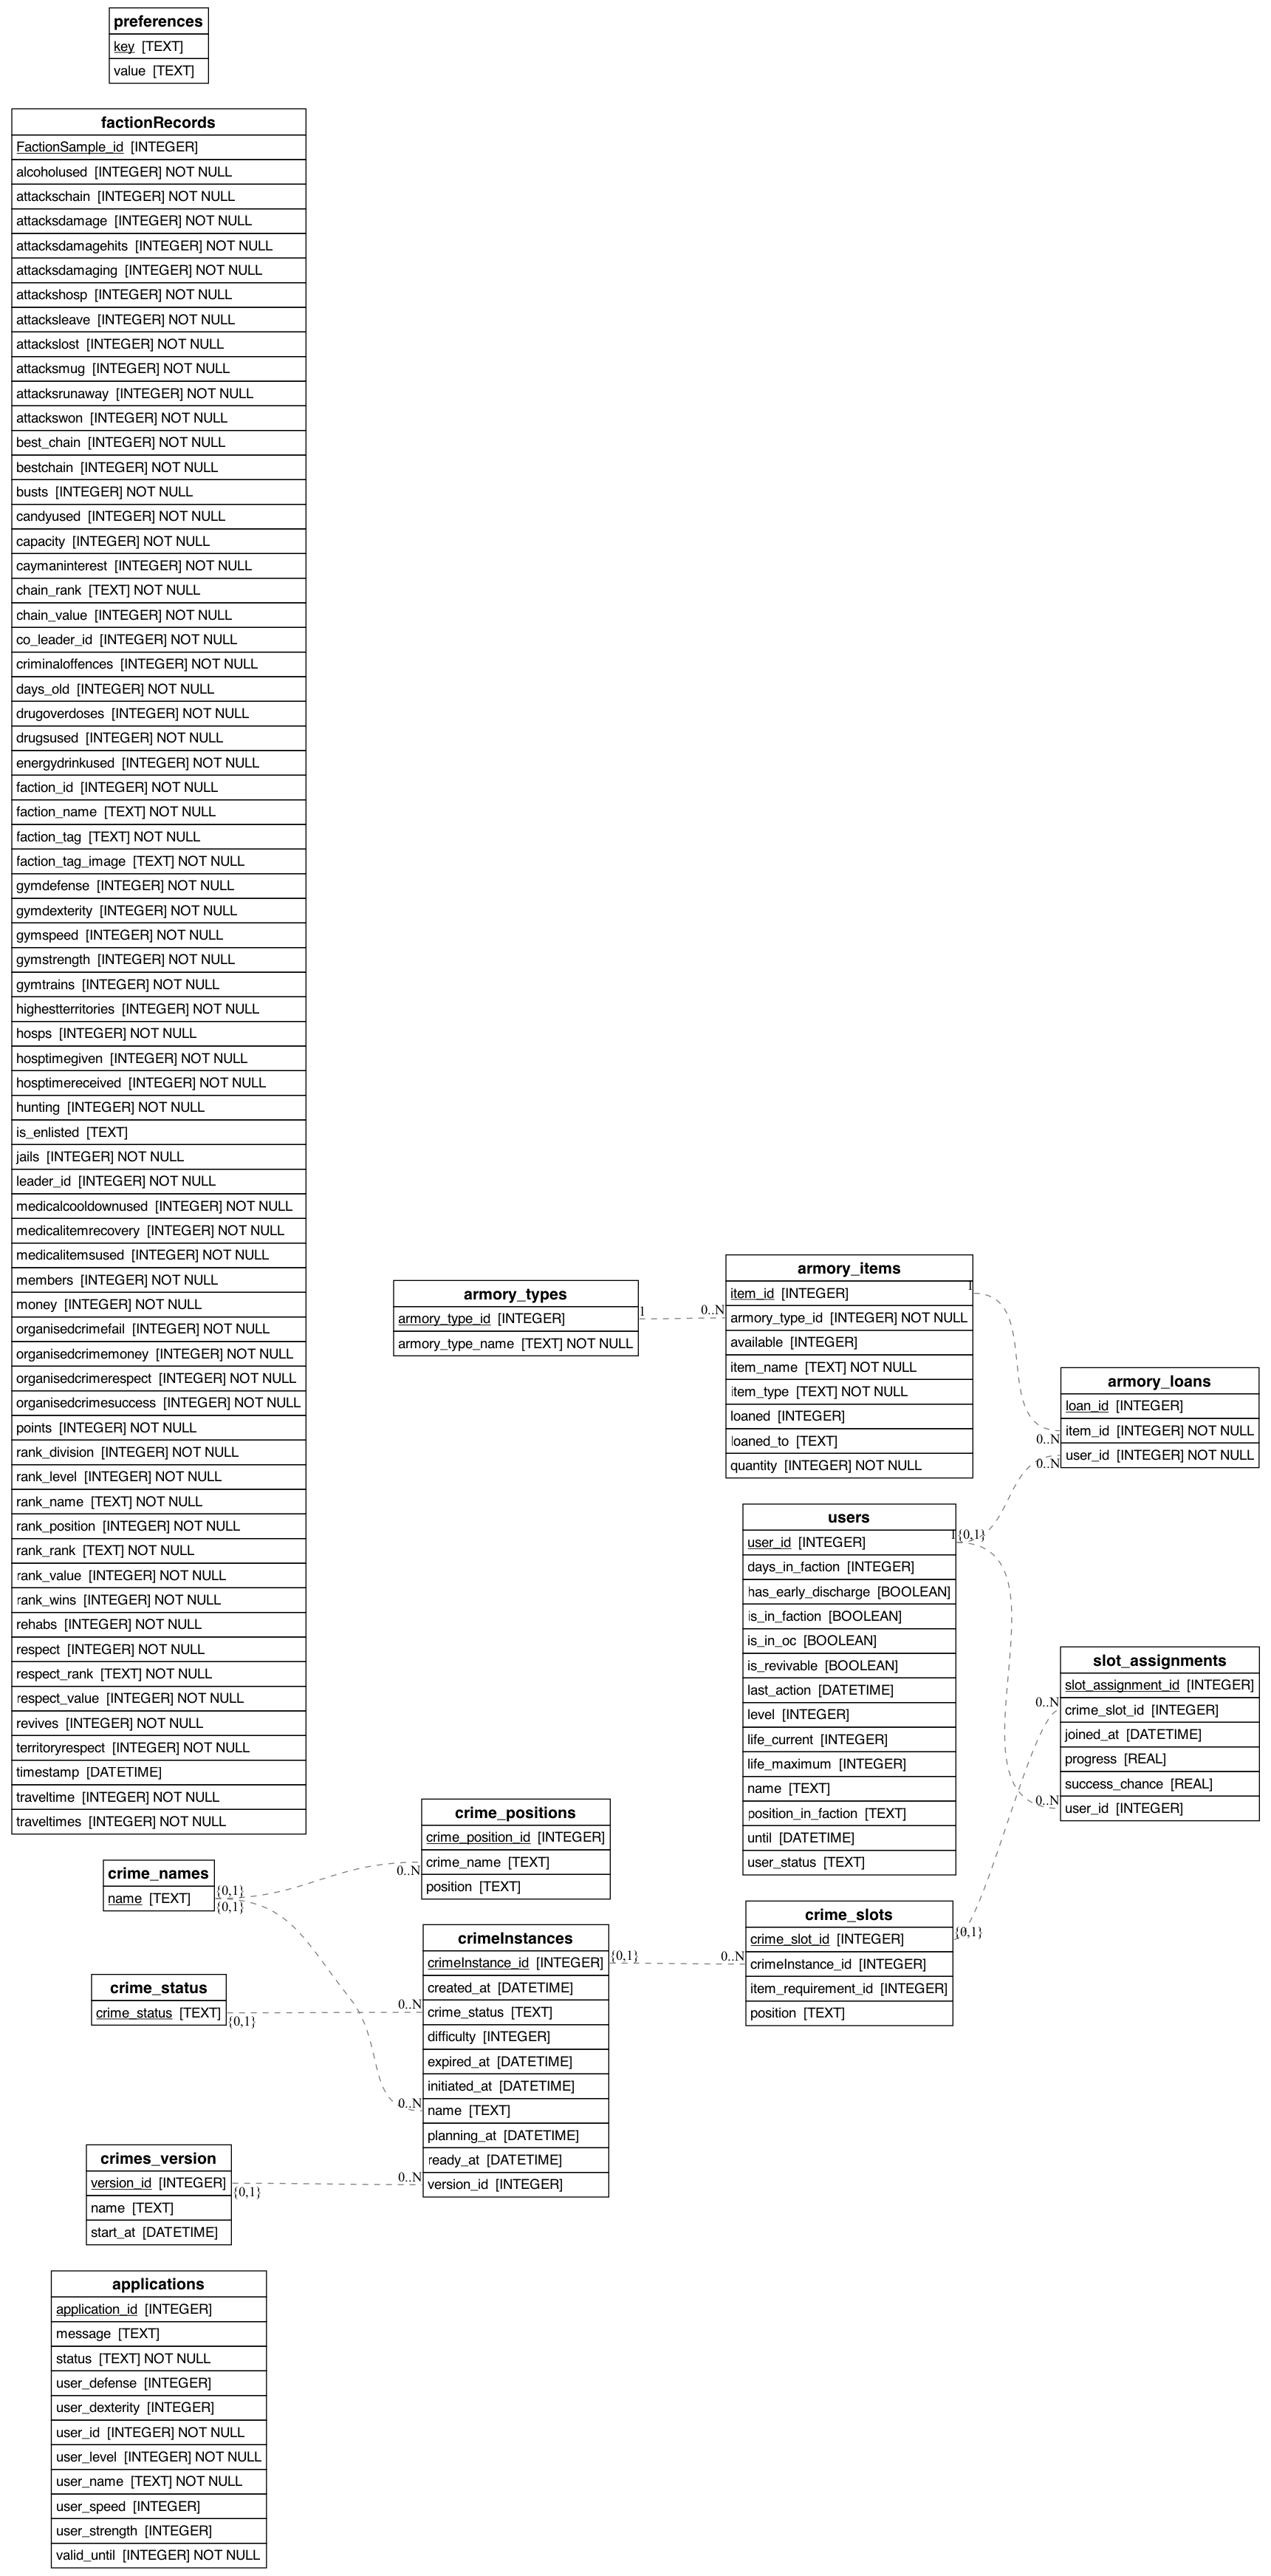 preferences
key [TEXT]
value [TEXT]
factionRecords
FactionSample_id [INTEGER]
alcoholused [INTEGER] NOT NULL
attackschain [INTEGER] NOT NULL
attacksdamage [INTEGER] NOT NULL
attacksdamagehits [INTEGER] NOT NULL
attacksdamaging [INTEGER] NOT NULL
attackshosp [INTEGER] NOT NULL
attacksleave [INTEGER] NOT NULL
attackslost [INTEGER] NOT NULL
attacksmug [INTEGER] NOT NULL
attacksrunaway [INTEGER] NOT NULL
attackswon [INTEGER] NOT NULL
best_chain [INTEGER] NOT NULL
bestchain [INTEGER] NOT NULL
busts [INTEGER] NOT NULL
candyused [INTEGER] NOT NULL
capacity [INTEGER] NOT NULL
caymaninterest [INTEGER] NOT NULL
chain_rank [TEXT] NOT NULL
chain_value [INTEGER] NOT NULL
co_leader_id [INTEGER] NOT NULL
criminaloffences [INTEGER] NOT NULL
days_old [INTEGER] NOT NULL
drugoverdoses [INTEGER] NOT NULL
drugsused [INTEGER] NOT NULL
energydrinkused [INTEGER] NOT NULL
faction_id [INTEGER] NOT NULL
faction_name [TEXT] NOT NULL
faction_tag [TEXT] NOT NULL
faction_tag_image [TEXT] NOT NULL
gymdefense [INTEGER] NOT NULL
gymdexterity [INTEGER] NOT NULL
gymspeed [INTEGER] NOT NULL
gymstrength [INTEGER] NOT NULL
gymtrains [INTEGER] NOT NULL
highestterritories [INTEGER] NOT NULL
hosps [INTEGER] NOT NULL
hosptimegiven [INTEGER] NOT NULL
hosptimereceived [INTEGER] NOT NULL
hunting [INTEGER] NOT NULL
is_enlisted [TEXT]
jails [INTEGER] NOT NULL
leader_id [INTEGER] NOT NULL
medicalcooldownused [INTEGER] NOT NULL
medicalitemrecovery [INTEGER] NOT NULL
medicalitemsused [INTEGER] NOT NULL
members [INTEGER] NOT NULL
money [INTEGER] NOT NULL
organisedcrimefail [INTEGER] NOT NULL
organisedcrimemoney [INTEGER] NOT NULL
organisedcrimerespect [INTEGER] NOT NULL
organisedcrimesuccess [INTEGER] NOT NULL
points [INTEGER] NOT NULL
rank_division [INTEGER] NOT NULL
rank_level [INTEGER] NOT NULL
rank_name [TEXT] NOT NULL
rank_position [INTEGER] NOT NULL
rank_rank [TEXT] NOT NULL
rank_value [INTEGER] NOT NULL
rank_wins [INTEGER] NOT NULL
rehabs [INTEGER] NOT NULL
respect [INTEGER] NOT NULL
respect_rank [TEXT] NOT NULL
respect_value [INTEGER] NOT NULL
revives [INTEGER] NOT NULL
territoryrespect [INTEGER] NOT NULL
timestamp [DATETIME]
traveltime [INTEGER] NOT NULL
traveltimes [INTEGER] NOT NULL
armory_types
armory_type_id [INTEGER]
armory_type_name [TEXT] NOT NULL
1
0..N
armory_items
item_id [INTEGER]
armory_type_id [INTEGER] NOT NULL
available [INTEGER]
item_name [TEXT] NOT NULL
item_type [TEXT] NOT NULL
loaned [INTEGER]
loaned_to [TEXT]
quantity [INTEGER] NOT NULL
1
0..N
armory_loans
loan_id [INTEGER]
item_id [INTEGER] NOT NULL
user_id [INTEGER] NOT NULL
0..N
users
user_id [INTEGER]
days_in_faction [INTEGER]
has_early_discharge [BOOLEAN]
is_in_faction [BOOLEAN]
is_in_oc [BOOLEAN]
is_revivable [BOOLEAN]
last_action [DATETIME]
level [INTEGER]
life_current [INTEGER]
life_maximum [INTEGER]
name [TEXT]
position_in_faction [TEXT]
until [DATETIME]
user_status [TEXT]
1
{0,1}
slot_assignments
slot_assignment_id [INTEGER]
crime_slot_id [INTEGER]
joined_at [DATETIME]
progress [REAL]
success_chance [REAL]
user_id [INTEGER]
0..N
0..N
crime_positions
crime_position_id [INTEGER]
crime_name [TEXT]
position [TEXT]
0..N
crime_names
name [TEXT]
{0,1}
{0,1}
crimeInstances
crimeInstance_id [INTEGER]
created_at [DATETIME]
crime_status [TEXT]
difficulty [INTEGER]
expired_at [DATETIME]
initiated_at [DATETIME]
name [TEXT]
planning_at [DATETIME]
ready_at [DATETIME]
version_id [INTEGER]
{0,1}
0..N
crime_slots
crime_slot_id [INTEGER]
crimeInstance_id [INTEGER]
item_requirement_id [INTEGER]
position [TEXT]
{0,1}
crime_status
crime_status [TEXT]
{0,1}
0..N
0..N
crimes_version
version_id [INTEGER]
name [TEXT]
start_at [DATETIME]
{0,1}
0..N
applications
application_id [INTEGER]
message [TEXT]
status [TEXT] NOT NULL
user_defense [INTEGER]
user_dexterity [INTEGER]
user_id [INTEGER] NOT NULL
user_level [INTEGER] NOT NULL
user_name [TEXT] NOT NULL
user_speed [INTEGER]
user_strength [INTEGER]
valid_until [INTEGER] NOT NULL